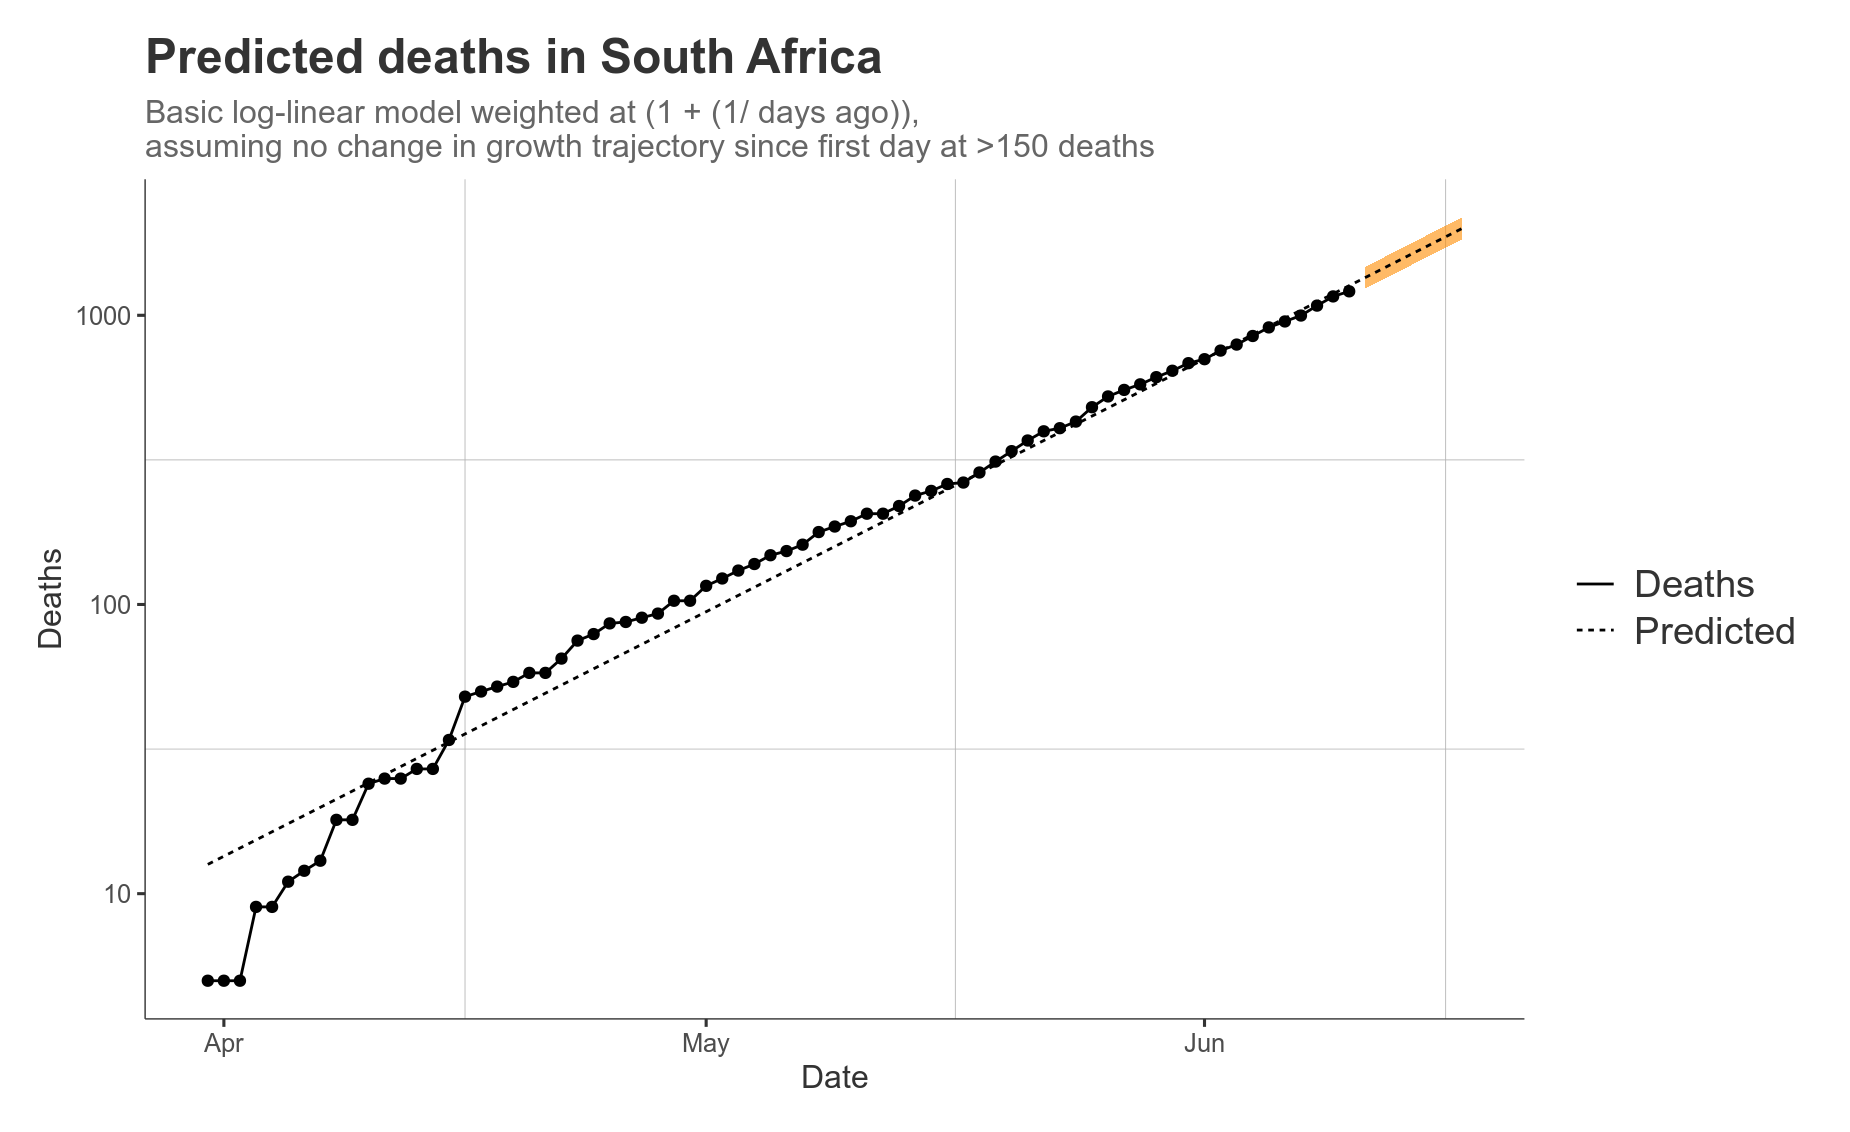 Predicted deaths in South Africa
Basic log-linear model weighted at (1 + (1/ days ago)),
assuming no change in growth trajectory since first day at >150 deaths
1000
100
10
Deaths
Apr
May
Jun
Date
Deaths
Predicted